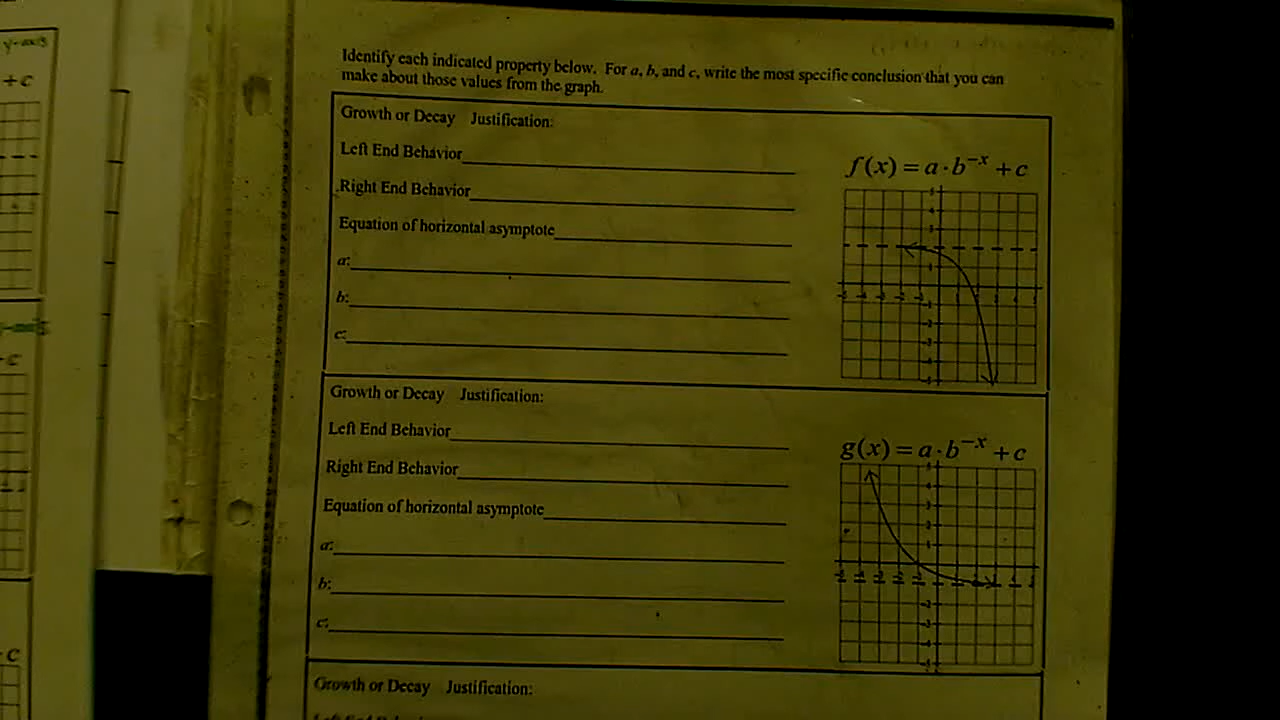 y-axis
+c
y-axis
-c
-c
Identify each indicated property below. For a, b, and c, write the most specific conclusion that you can
make about those values from the graph.
Growth or Decay Justification:
Left End Behavior
Right End Behavior
Equation of horizontal asymptote
a:
b:
c:
f(x) = a · b^-x + c
Growth or Decay Justification:
Left End Behavior
Right End Behavior
Equation of horizontal asymptote
a:
b:
c:
g(x) = a · b^-x + c
Growth or Decay Justification: